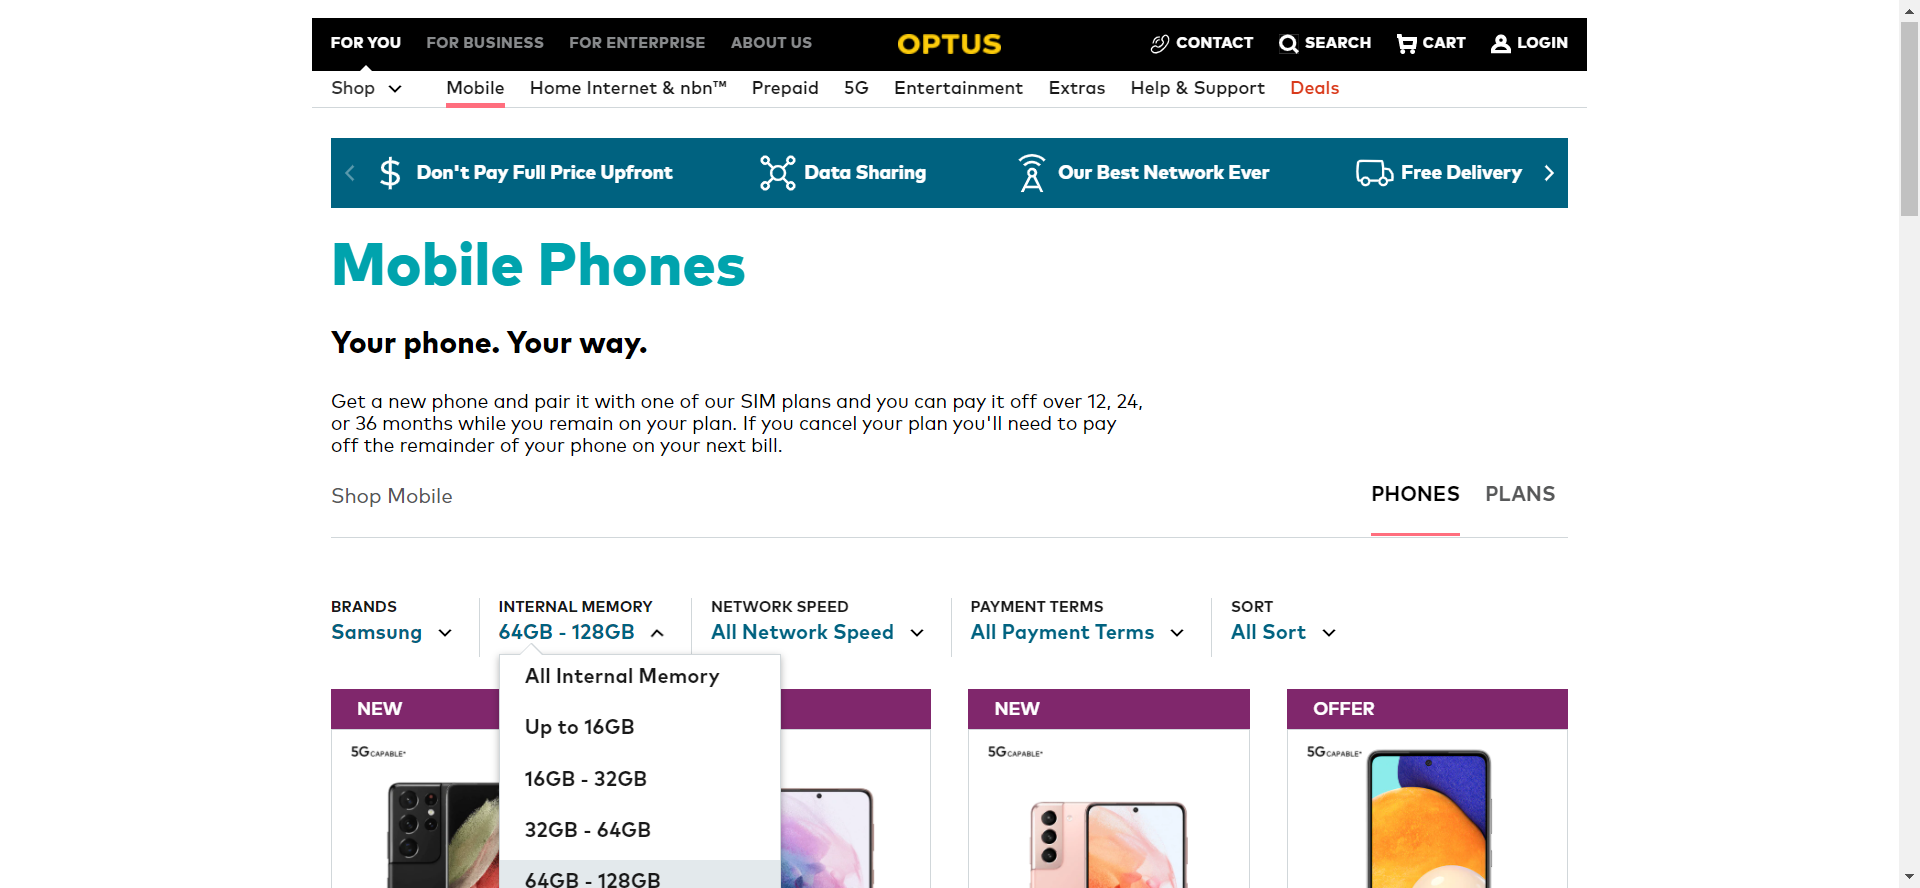 FOR YOU FOR BUSINESS FOR ENTERPRISE ABOUT US OPTUS CONTACT SEARCH CART LOGIN
Shop Mobile Home Internet & nbn™ Prepaid 5G Entertainment Extras Help & Support Deals
Don't Pay Full Price Upfront Data Sharing Our Best Network Ever Free Delivery
Mobile Phones
Your phone. Your way.
Get a new phone and pair it with one of our SIM plans and you can pay it off over 12, 24,
or 36 months while you remain on your plan. If you cancel your plan you'll need to pay
off the remainder of your phone on your next bill.
Shop Mobile PHONES PLANS
BRANDS INTERNAL MEMORY NETWORK SPEED PAYMENT TERMS SORT
Samsung 64GB - 128GB All Network Speed All Payment Terms All Sort
All Internal Memory
NEW NEW OFFER
Up to 16GB
5G CAPABLE* 5G CAPABLE* 5G CAPABLE*
16GB - 32GB
32GB - 64GB
64GB - 128GB